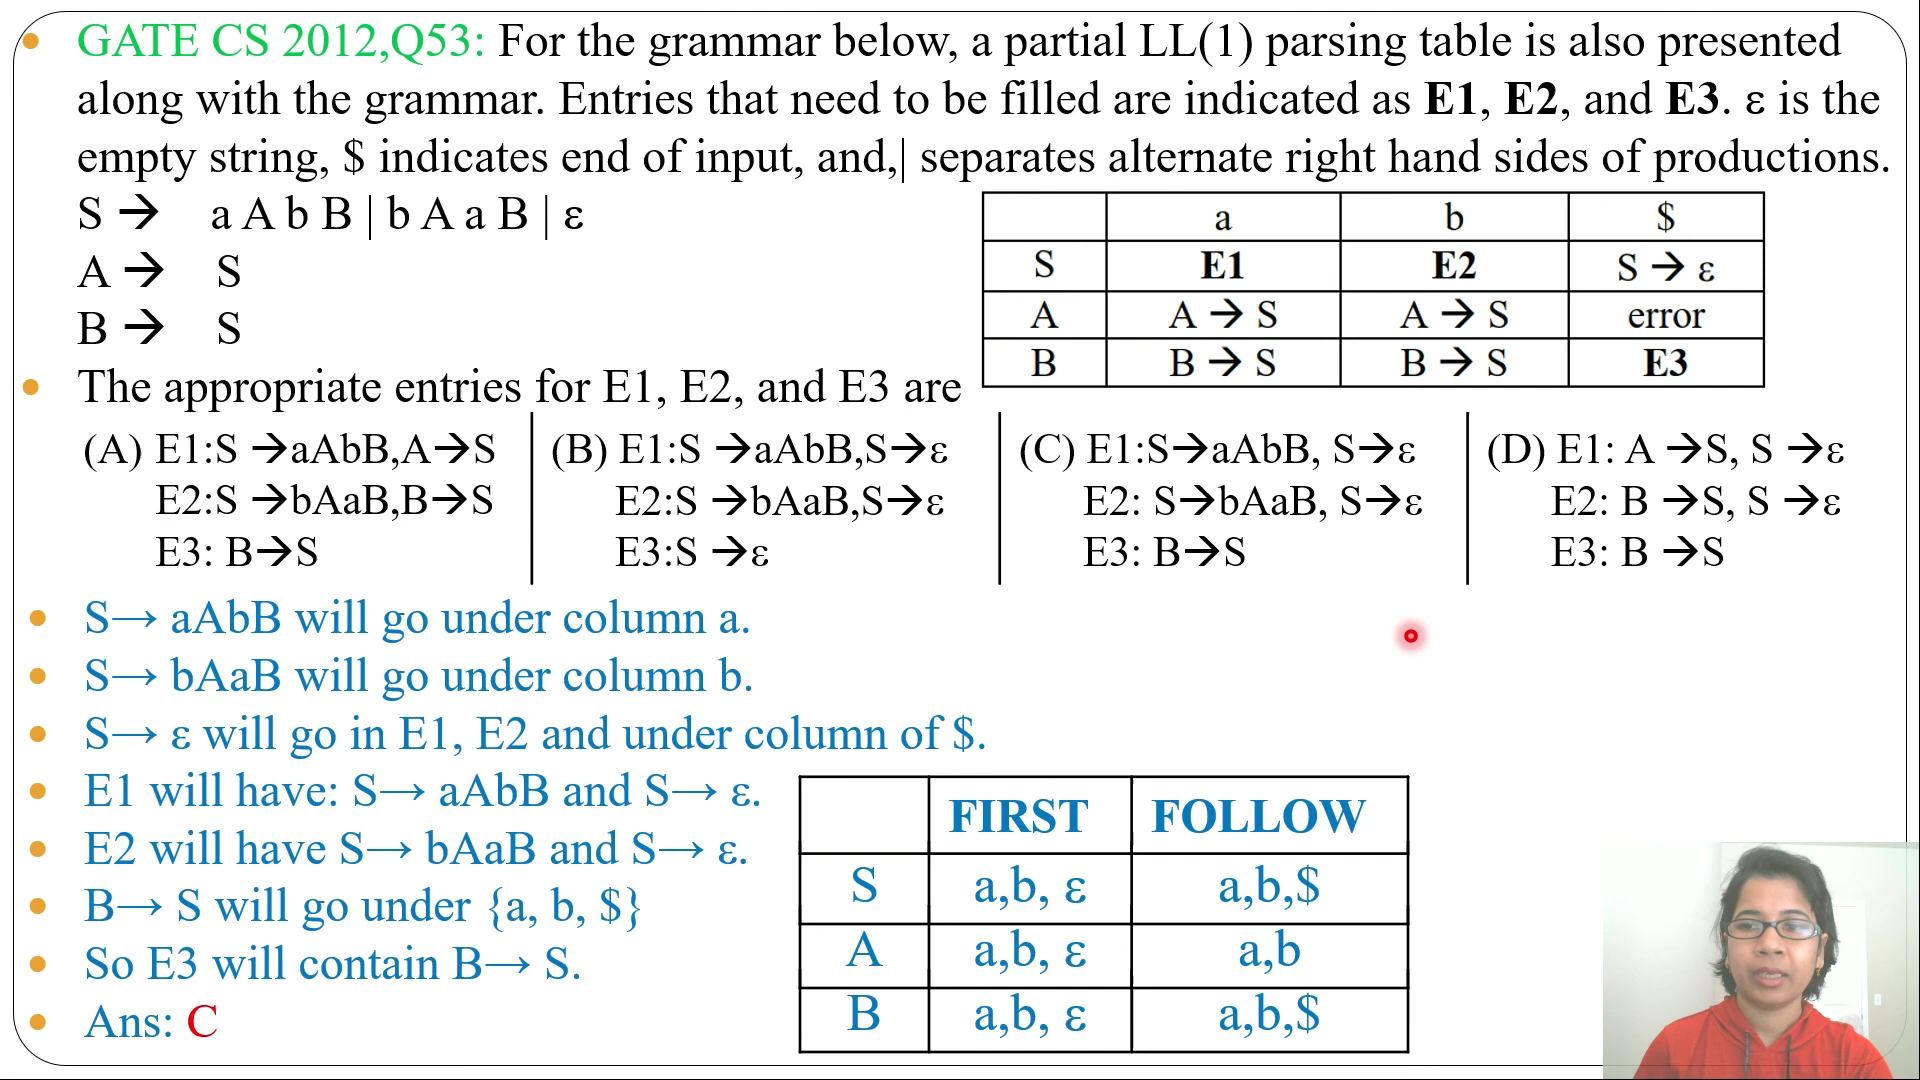 GATE CS 2012,Q53: For the grammar below, a partial LL(1) parsing table is also presented
along with the grammar. Entries that need to be filled are indicated as E1, E2, and E3. ε is the
empty string, $ indicates end of input, and,| separates alternate right hand sides of productions.
S → a A b B | b A a B | ε
A → S
B → S
a b $
S E1 E2 S → ε
A A → S A → S error
B B → S B → S E3
The appropriate entries for E1, E2, and E3 are
(A) E1:S →aAbB,A→S
E2:S →bAaB,B→S
E3: B→S
(B) E1:S →aAbB,S→ε
E2:S →bAaB,S→ε
E3:S →ε
(C) E1:S→aAbB, S→ε
E2: S→bAaB, S→ε
E3: B→S
(D) E1: A →S, S →ε
E2: B →S, S →ε
E3: B →S
S→ aAbB will go under column a.
S→ bAaB will go under column b.
S→ ε will go in E1, E2 and under column of $.
E1 will have: S→ aAbB and S→ ε.
E2 will have S→ bAaB and S→ ε.
B→ S will go under {a, b, $}
So E3 will contain B→ S.
Ans: C
FIRST FOLLOW
S a,b, ε a,b,$
A a,b, ε a,b
B a,b, ε a,b,$